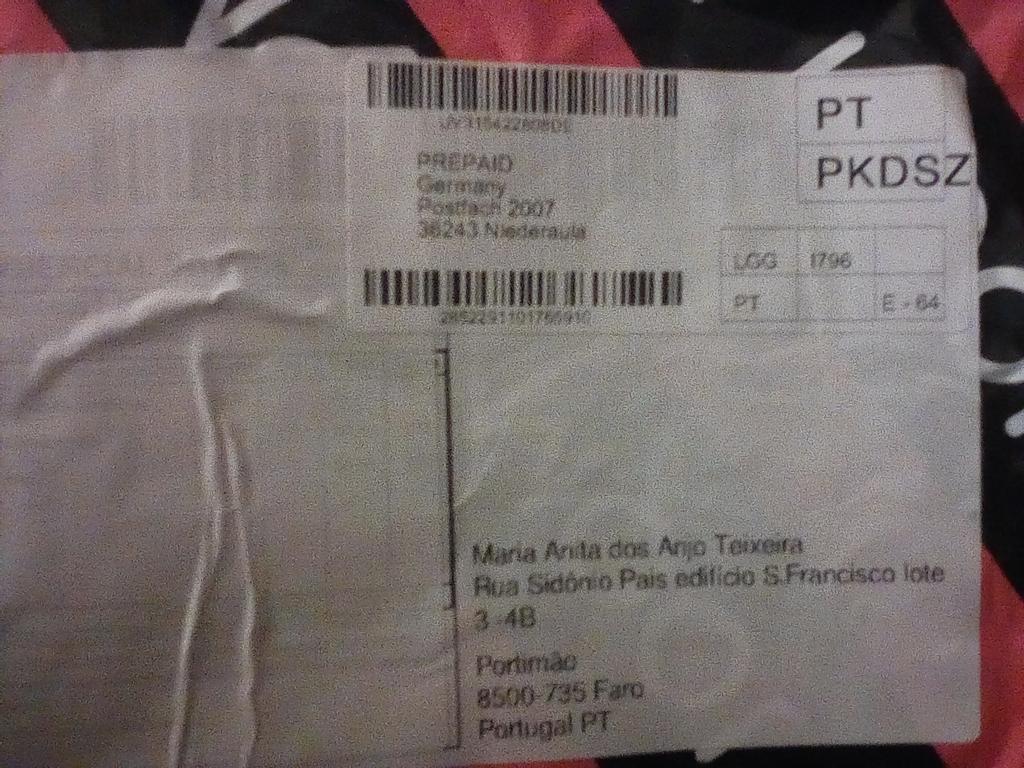 PT
PKDSZ
PREPAID
Germany
Postfach 2007
36243 Niederaula
LGG 1796
PT E - 64
Maria Anita dos Anjo Teixeira
Rua Sidónio Pais edifício S.Francisco lote
3 -4B
Portimão
8500-735 Faro
Portugal PT